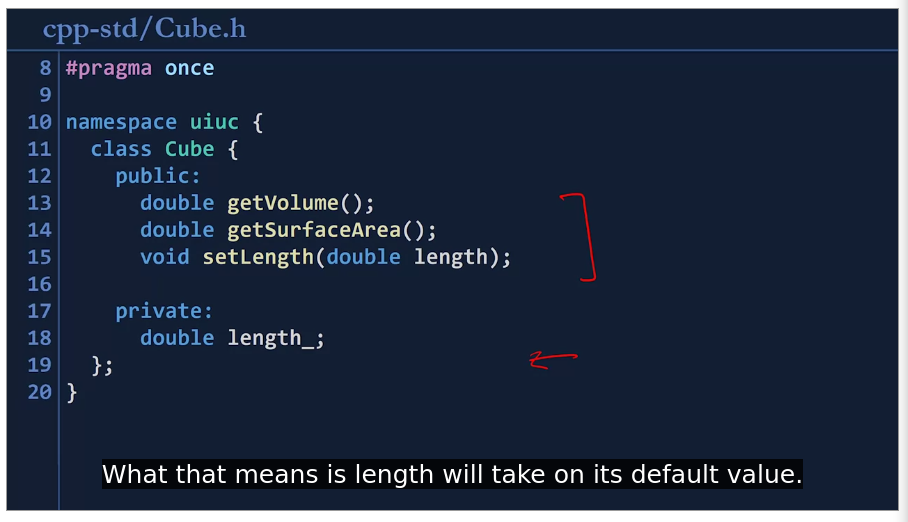 cpp-std/Cube.h
8 #pragma once
9
10 namespace uiuc {
11   class Cube {
12     public:
13       double getVolume();
14       double getSurfaceArea();
15       void setLength(double length);
16
17     private:
18       double length_;
19   };
20 }
What that means is length will take on its default value.